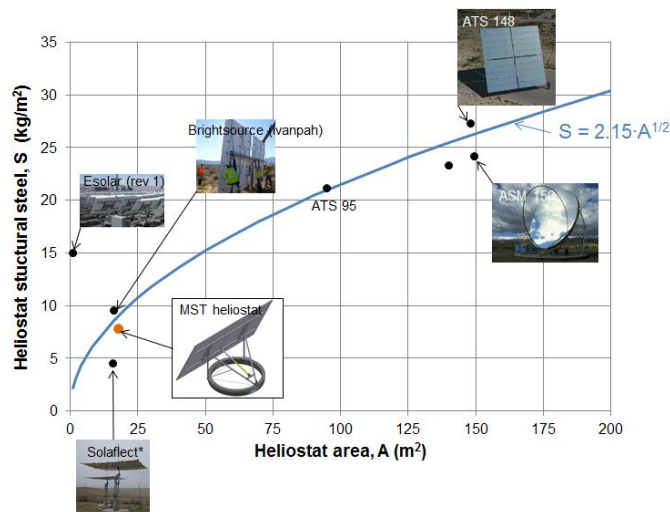 ATS 148
35
30
25
20
15
10
5
0
Heliostat stuctural steel, S (kg/m²)
Brightsource (Ivanpah)
S = 2.15·A^1/2
Esolar (rev 1)
ATS 95
ASM 150
MST heliostat
0 25 50 75 100 125 150 175 200
Solaflect*
Heliostat area, A (m²)